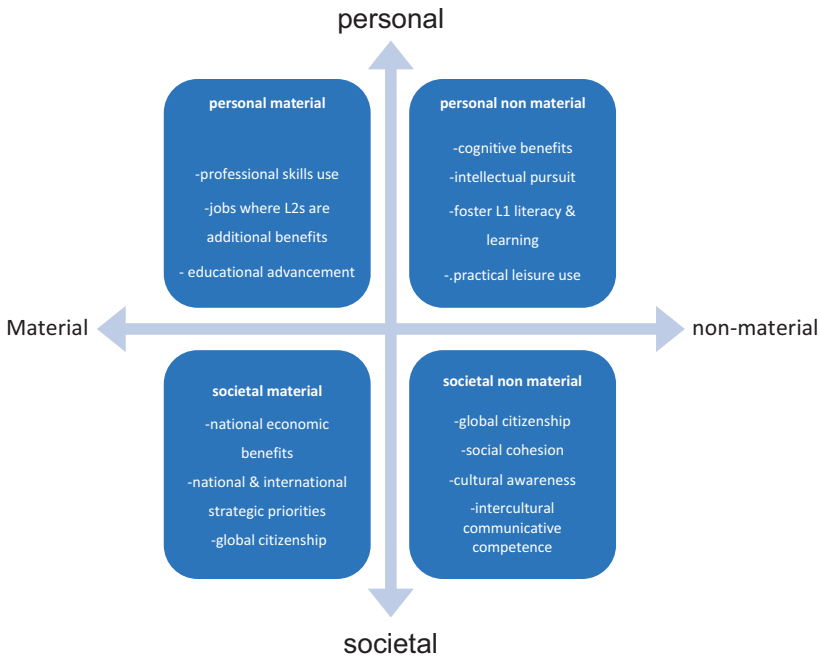 personal
personal material
-professional skills use
-jobs where L2s are
additional benefits
- educational advancement
personal non material
-cognitive benefits
-intellectual pursuit
-foster L1 literacy &
learning
-.practical leisure use
Material
non-material
societal material
-national economic
benefits
-national & international
strategic priorities
-global citizenship
societal non material
-global citizenship
-social cohesion
-cultural awareness
-intercultural
communicative
competence
societal